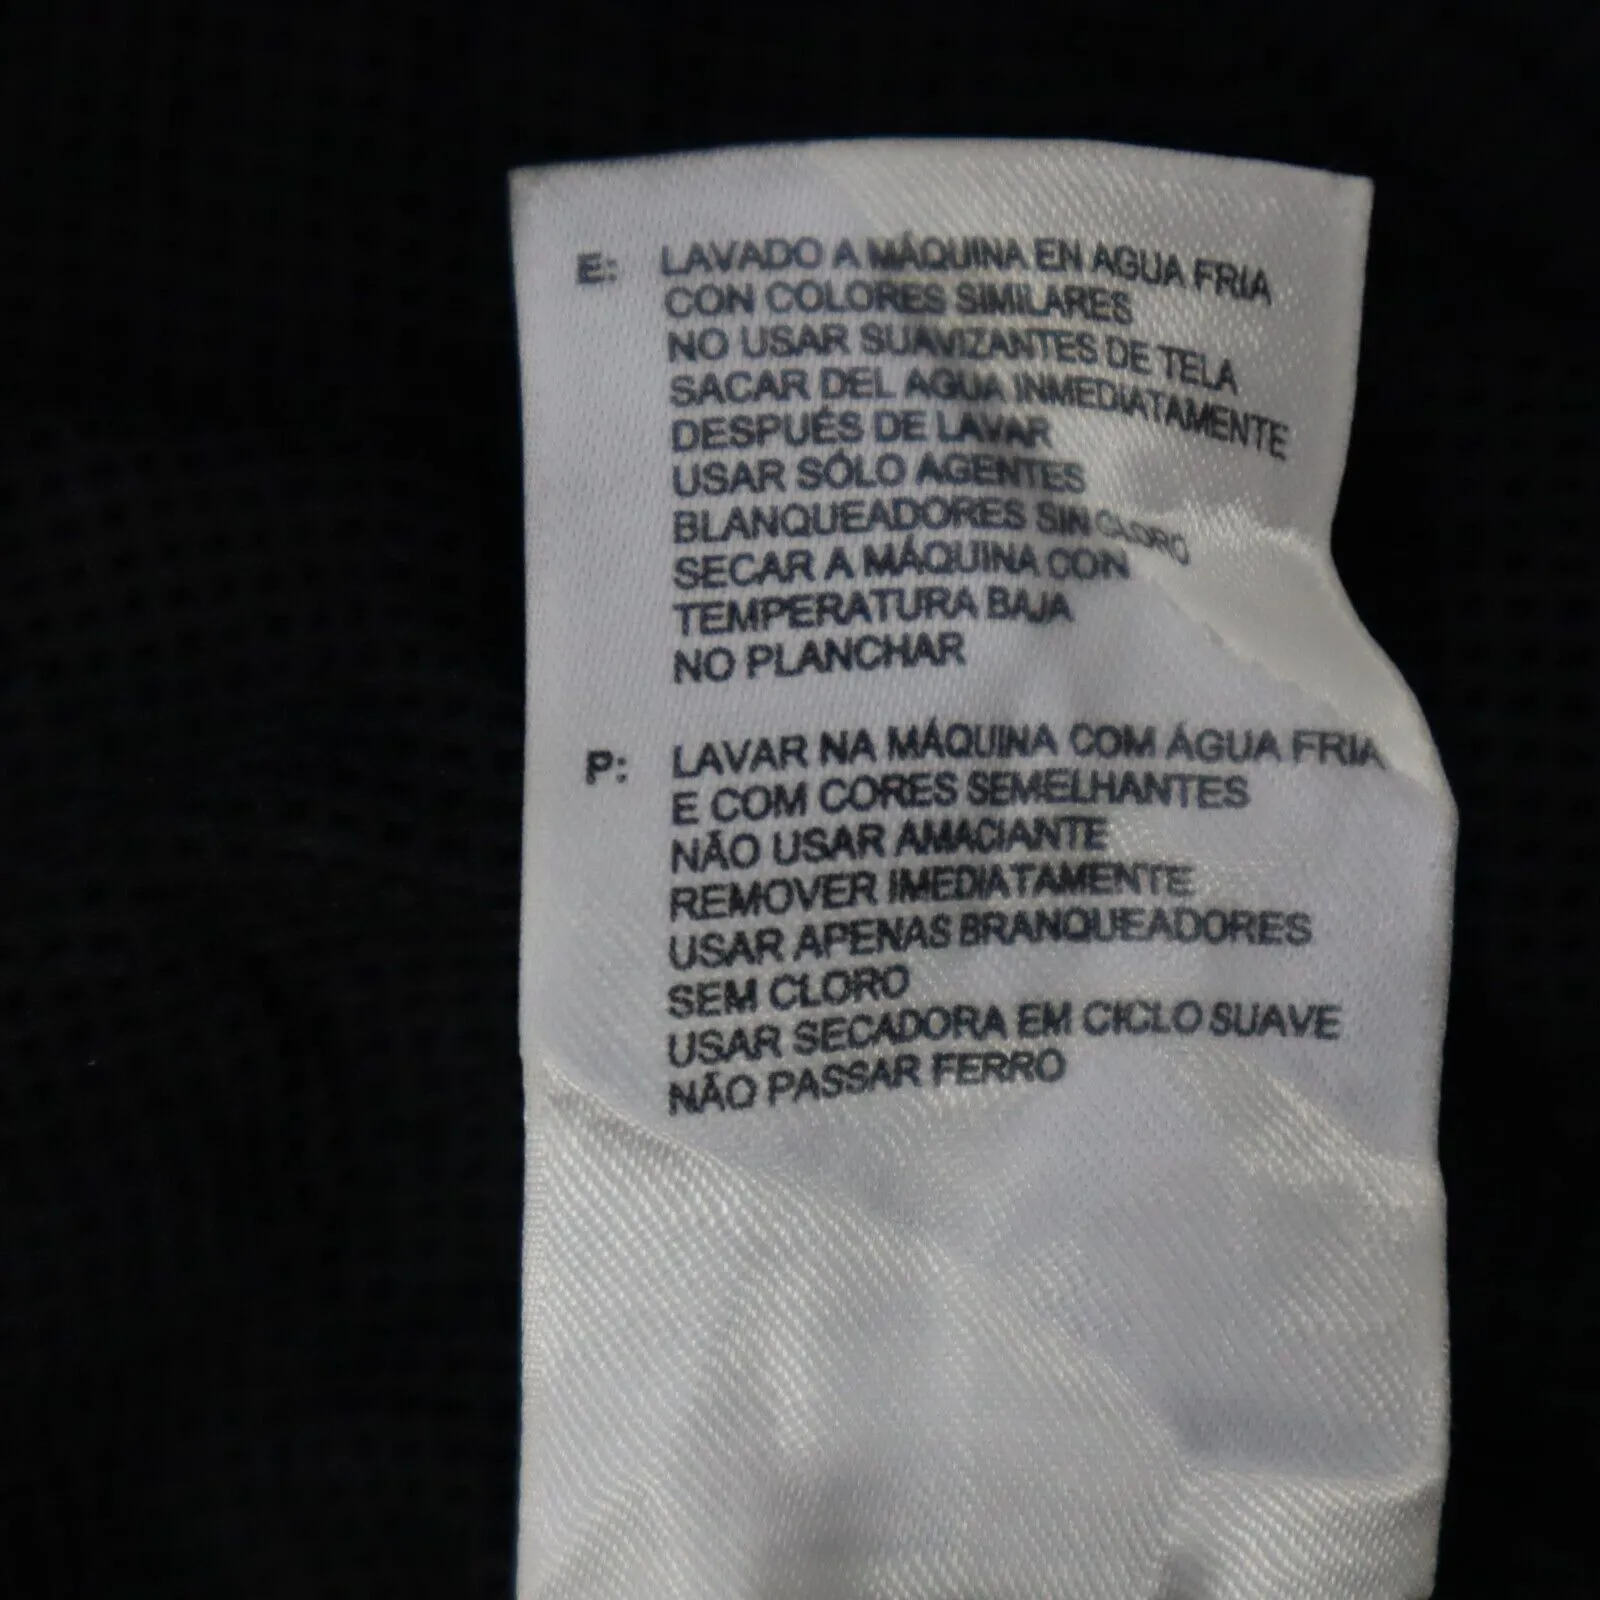 E: LAVADO A MÁQUINA EN AGUA FRIA
CON COLORES SIMILARES
NO USAR SUAVIZANTES DE TELA
SACAR DEL AGUA INMEDIATAMENTE
DESPUÉS DE LAVAR
USAR SÓLO AGENTES
BLANQUEADORES SIN CLORO
SECAR A MÁQUINA CON
TEMPERATURA BAJA
NO PLANCHAR
P: LAVAR NA MÁQUINA COM ÁGUA FRIA
E COM CORES SEMELHANTES
NÃO USAR AMACIANTE
REMOVER IMEDIATAMENTE
USAR APENAS BRANQUEADORES
SEM CLORO
USAR SECADORA EM CICLO SUAVE
NÃO PASSAR FERRO